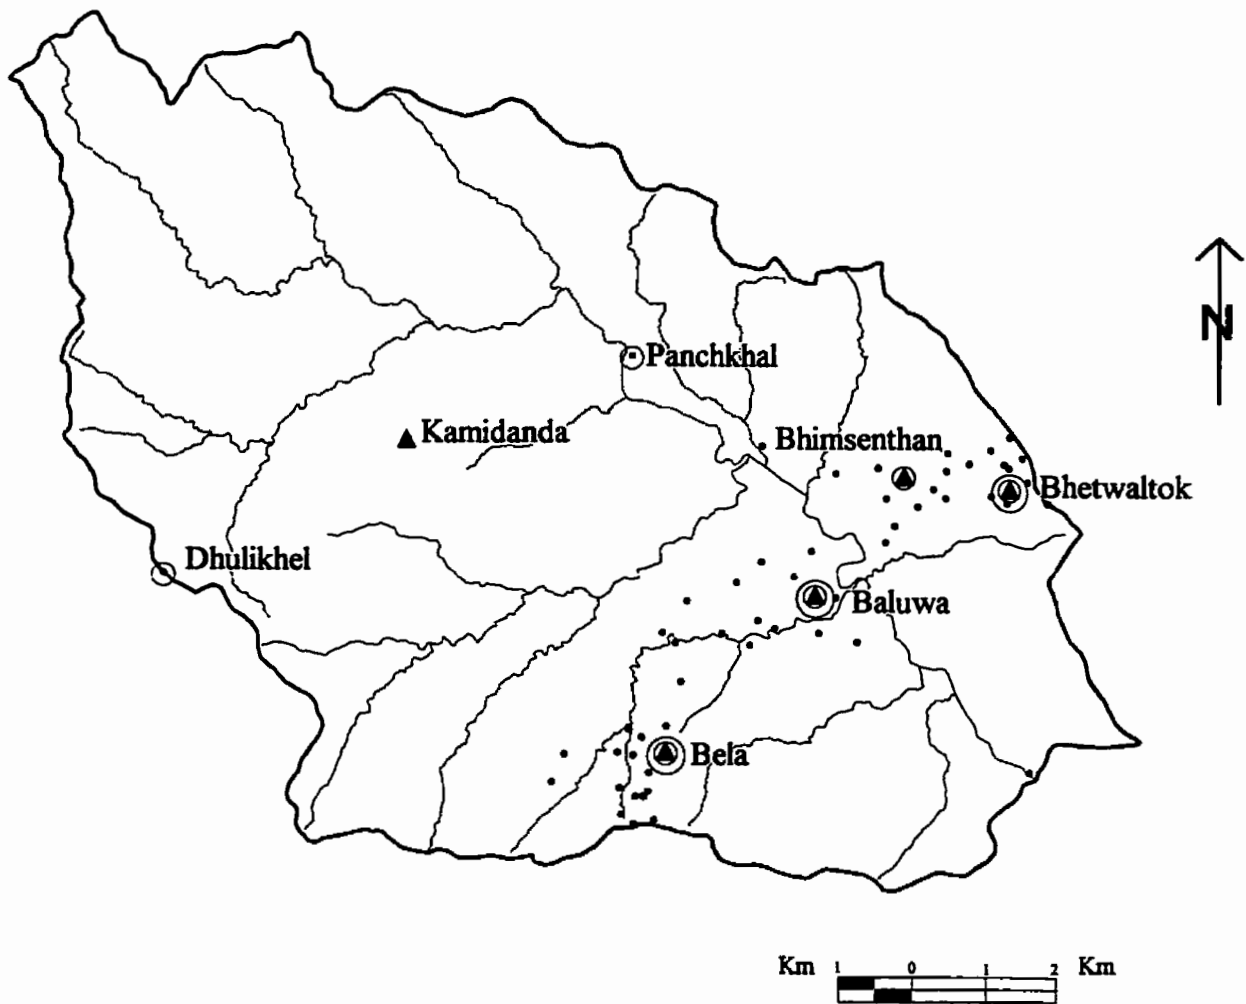 N
Panchkhal
Kamidanda
Bhimsenthan
Bhetwaltok
Dhulikhel
Baluwa
Bela
Km 1 0 1 2 Km